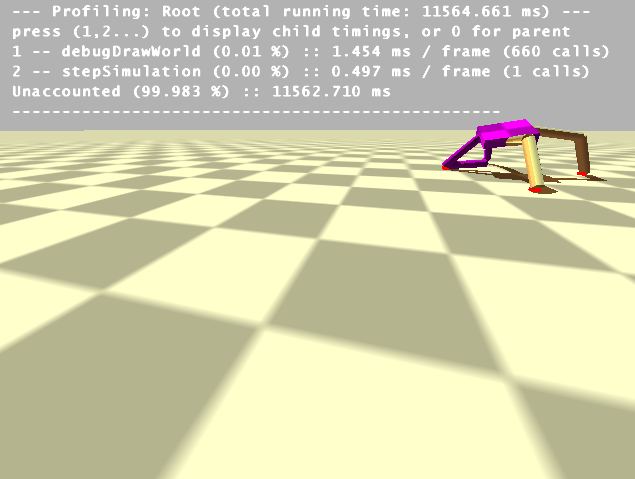 --- Profiling: Root (total running time: 11564.661 ms) ---
press (1,2...) to display child timings, or 0 for parent
1 -- debugDrawWorld (0.01 %) :: 1.454 ms / frame (660 calls)
2 -- stepSimulation (0.00 %) :: 0.497 ms / frame (1 calls)
Unaccounted (99.983 %) :: 11562.710 ms
-------------------------------------------------